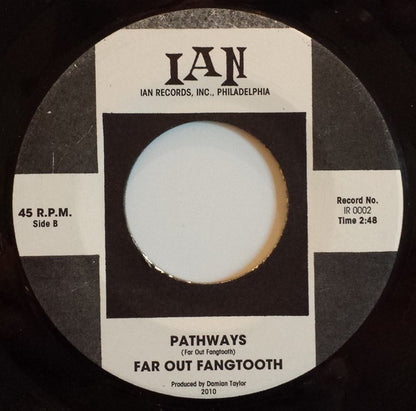 IAN
IAN RECORDS, INC., PHILADELPHIA
45 R.P.M.
Side B
Record No.
IR 0002
Time 2:48
PATHWAYS
(Far Out Fangtooth)
FAR OUT FANGTOOTH
Produced by Damian Taylor
2010